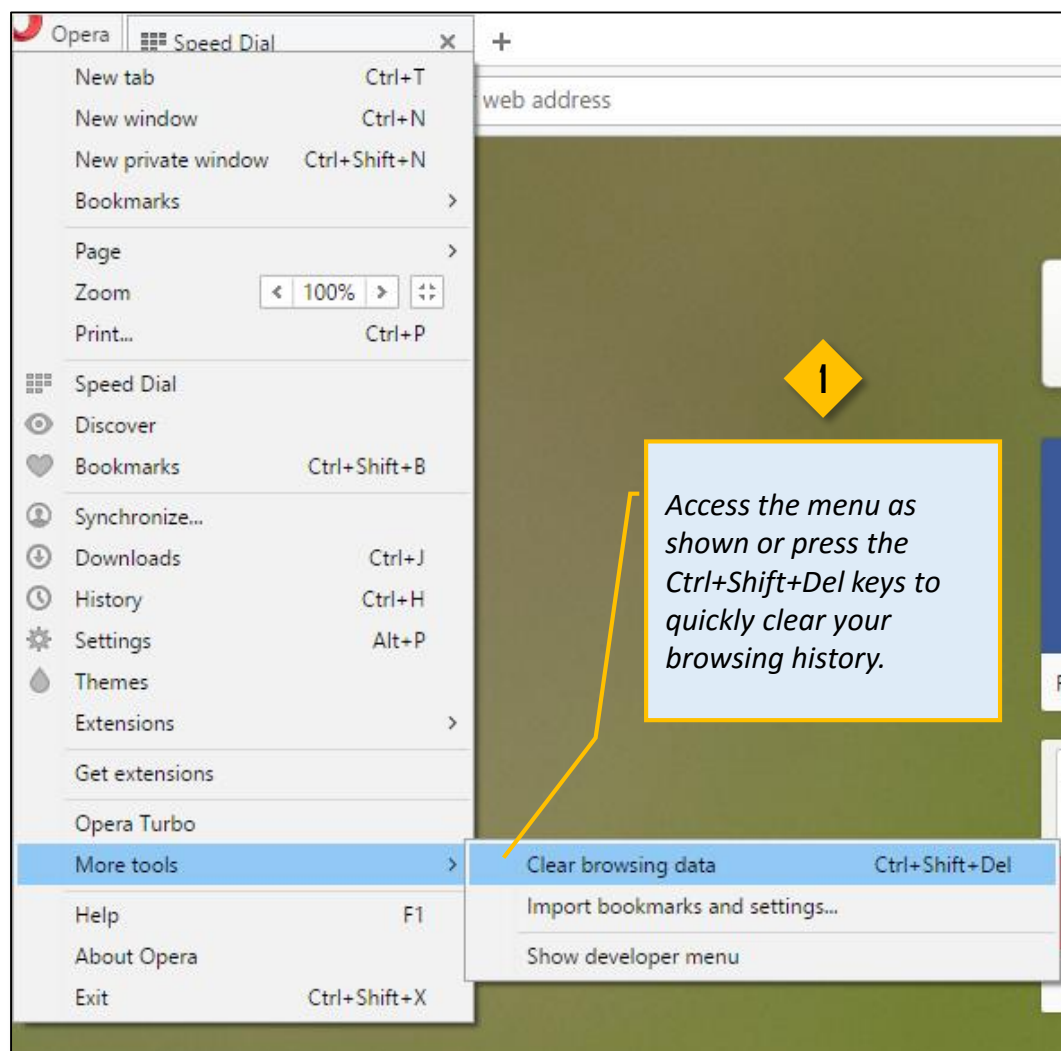 Opera
Speed Dial
web address
New tab Ctrl+T
New window Ctrl+N
New private window Ctrl+Shift+N
Bookmarks
Page
Zoom 100%
Print... Ctrl+P
Speed Dial
Discover
Bookmarks Ctrl+Shift+B
Synchronize...
Downloads Ctrl+J
History Ctrl+H
Settings Alt+P
Themes
Extensions
Get extensions
Opera Turbo
More tools
Help F1
About Opera
Exit Ctrl+Shift+X
Clear browsing data Ctrl+Shift+Del
Import bookmarks and settings...
Show developer menu
1
Access the menu as
shown or press the
Ctrl+Shift+Del keys to
quickly clear your
browsing history.